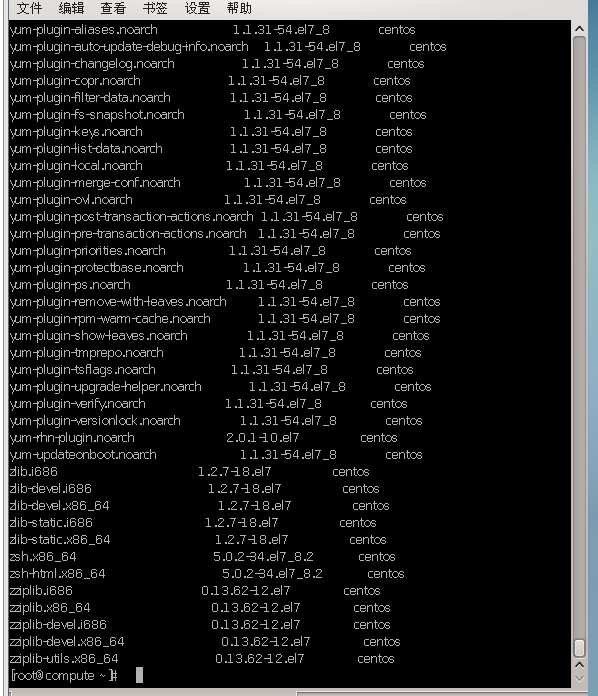 文件 编辑 查看 书签 设置 帮助
yum-plugin-aliases.noarch 1.1.31-54.el7_8 centos
yum-plugin-auto-update-debug-info.noarch 1.1.31-54.el7_8 centos
yum-plugin-changelog.noarch 1.1.31-54.el7_8 centos
yum-plugin-copr.noarch 1.1.31-54.el7_8 centos
yum-plugin-filter-data.noarch 1.1.31-54.el7_8 centos
yum-plugin-fs-snapshot.noarch 1.1.31-54.el7_8 centos
yum-plugin-keys.noarch 1.1.31-54.el7_8 centos
yum-plugin-list-data.noarch 1.1.31-54.el7_8 centos
yum-plugin-local.noarch 1.1.31-54.el7_8 centos
yum-plugin-merge-conf.noarch 1.1.31-54.el7_8 centos
yum-plugin-ovl.noarch 1.1.31-54.el7_8 centos
yum-plugin-post-transaction-actions.noarch 1.1.31-54.el7_8 centos
yum-plugin-pre-transaction-actions.noarch 1.1.31-54.el7_8 centos
yum-plugin-priorities.noarch 1.1.31-54.el7_8 centos
yum-plugin-protectbase.noarch 1.1.31-54.el7_8 centos
yum-plugin-ps.noarch 1.1.31-54.el7_8 centos
yum-plugin-remove-with-leaves.noarch 1.1.31-54.el7_8 centos
yum-plugin-rpm-warm-cache.noarch 1.1.31-54.el7_8 centos
yum-plugin-show-leaves.noarch 1.1.31-54.el7_8 centos
yum-plugin-tmprepo.noarch 1.1.31-54.el7_8 centos
yum-plugin-tsflags.noarch 1.1.31-54.el7_8 centos
yum-plugin-upgrade-helper.noarch 1.1.31-54.el7_8 centos
yum-plugin-verify.noarch 1.1.31-54.el7_8 centos
yum-plugin-versionlock.noarch 1.1.31-54.el7_8 centos
yum-rhn-plugin.noarch 2.0.1-10.el7 centos
yum-updateonboot.noarch 1.1.31-54.el7_8 centos
zlib.i686 1.2.7-18.el7 centos
zlib-devel.i686 1.2.7-18.el7 centos
zlib-devel.x86_64 1.2.7-18.el7 centos
zlib-static.i686 1.2.7-18.el7 centos
zlib-static.x86_64 1.2.7-18.el7 centos
zsh.x86_64 5.0.2-34.el7_8.2 centos
zsh-html.x86_64 5.0.2-34.el7_8.2 centos
zziplib.i686 0.13.62-12.el7 centos
zziplib.x86_64 0.13.62-12.el7 centos
zziplib-devel.i686 0.13.62-12.el7 centos
zziplib-devel.x86_64 0.13.62-12.el7 centos
zziplib-utils.x86_64 0.13.62-12.el7 centos
[root@compute ~]#